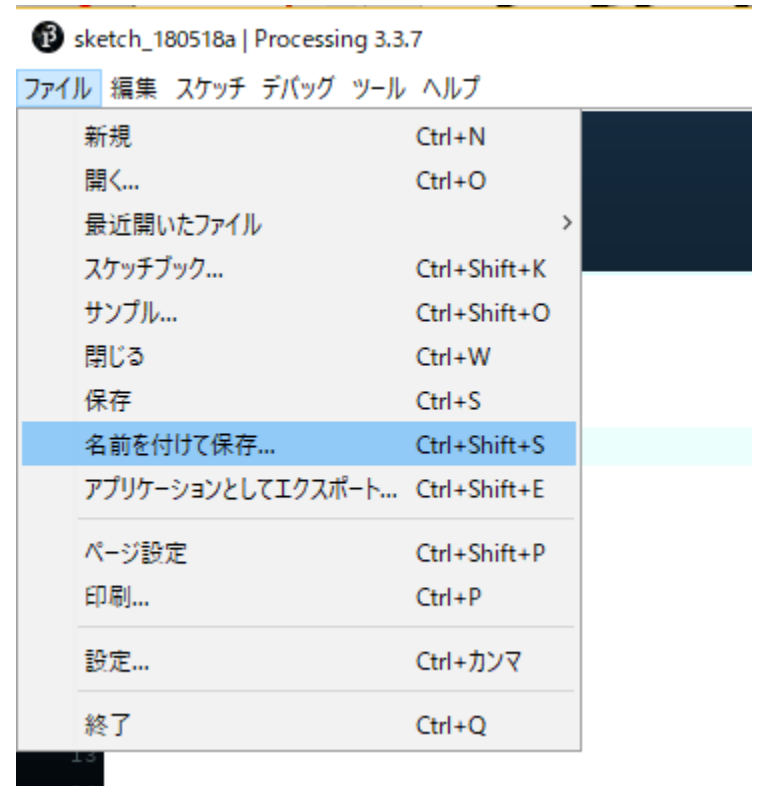 sketch_180518a | Processing 3.3.7
ファイル 編集 スケッチ デバッグ ツール ヘルプ
新規 Ctrl+N
開く... Ctrl+O
最近開いたファイル >
スケッチブック... Ctrl+Shift+K
サンプル... Ctrl+Shift+O
閉じる Ctrl+W
保存 Ctrl+S
名前を付けて保存... Ctrl+Shift+S
アプリケーションとしてエクスポート... Ctrl+Shift+E
ページ設定 Ctrl+Shift+P
印刷... Ctrl+P
設定... Ctrl+カンマ
終了 Ctrl+Q
13